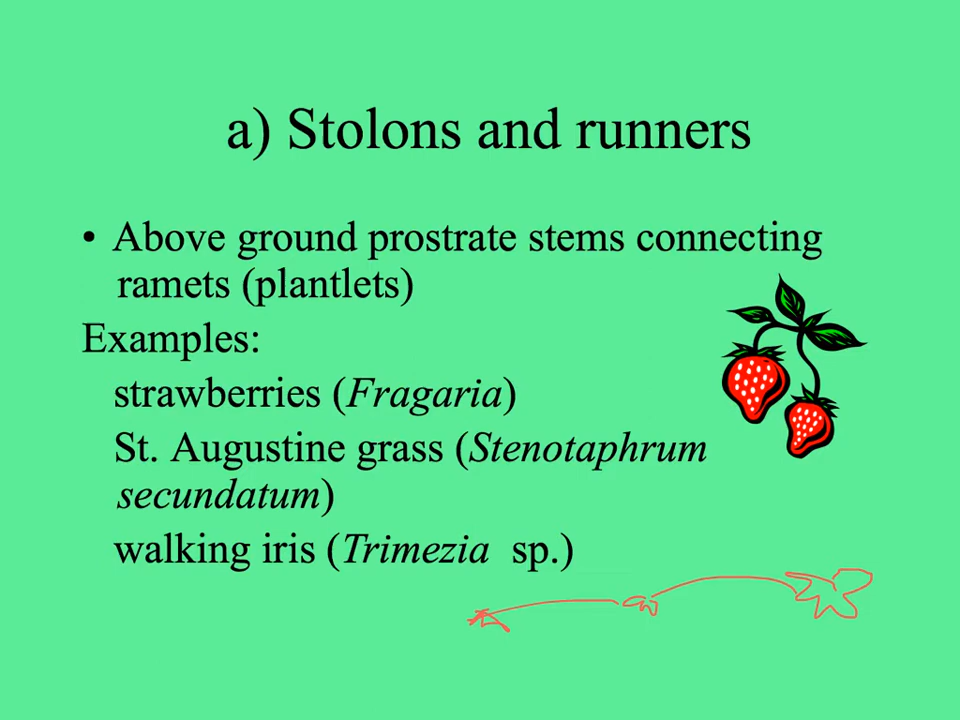 a) Stolons and runners
• Above ground prostrate stems connecting
ramets (plantlets)
Examples:
strawberries (Fragaria)
St. Augustine grass (Stenotaphrum
secundatum)
walking iris (Trimezia  sp.)